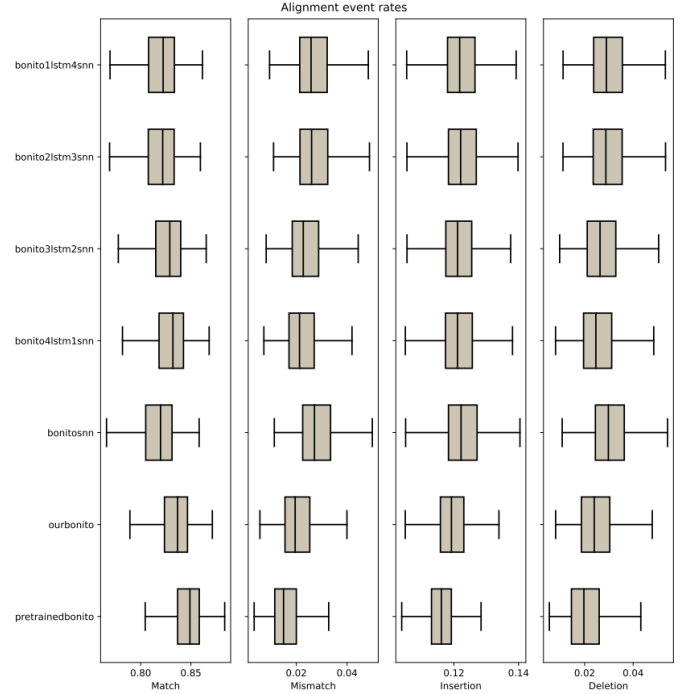 Alignment event rates
bonito1lstm4snn
bonito2lstm3snn
bonito3lstm2snn
bonito4lstm1snn
bonitosnn
ourbonito
pretrainedbonito
0.80 0.85 0.02 0.04 0.12 0.14 0.02 0.04
Match Mismatch Insertion Deletion